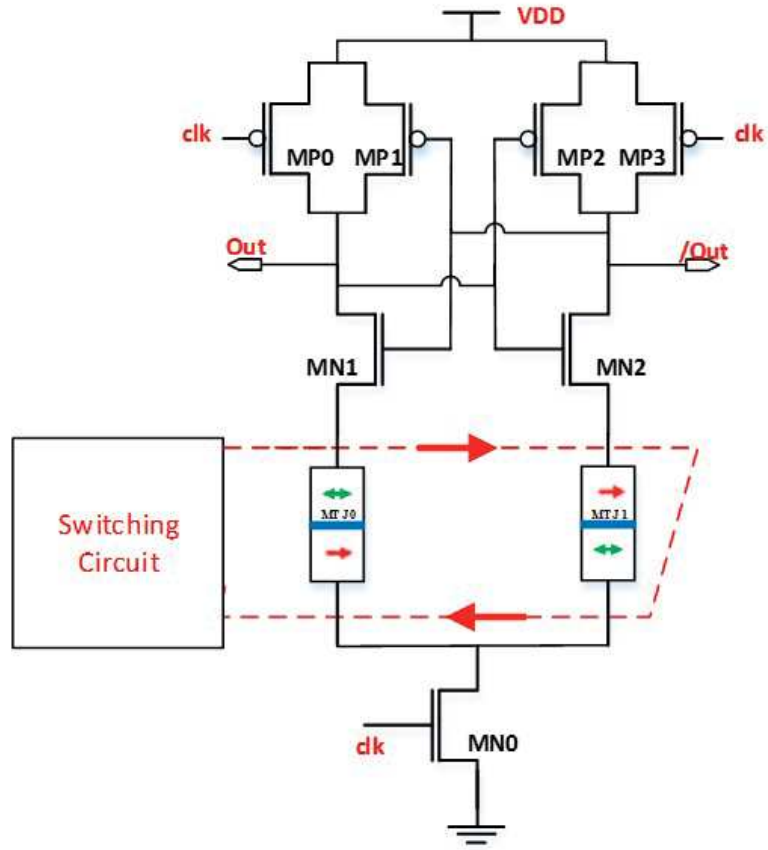 VDD
clk
MP0
MP1
MP2
MP3
clk
Out
/Out
MN1
MN2
Switching
Circuit
MTJ0
MTJ1
clk
MN0